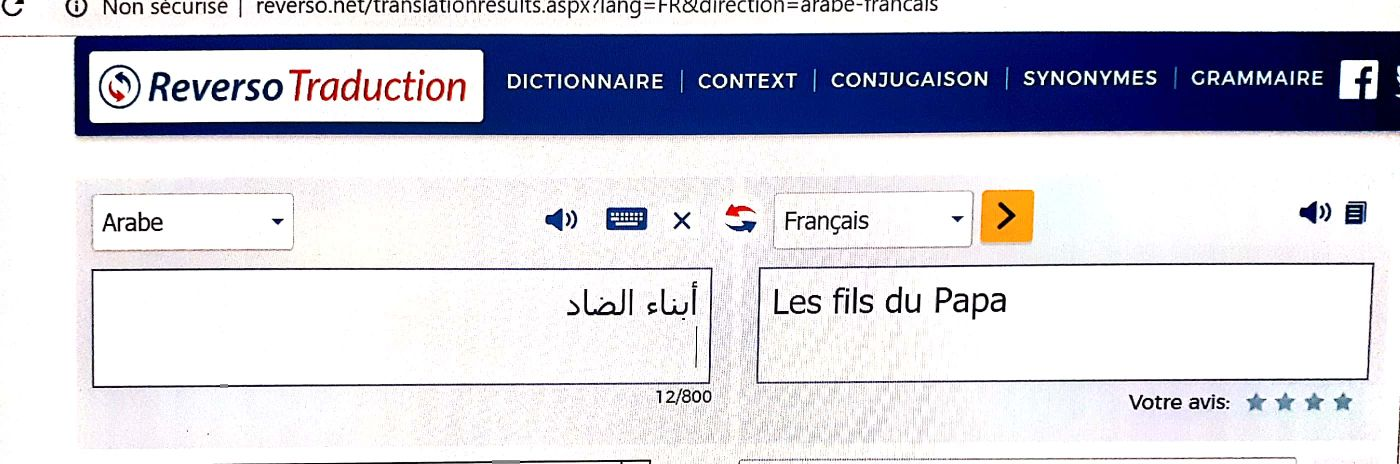 Non sécurisé | reverso.net/translationresults.aspx?lang=FR&direction=arabe-francais
Reverso Traduction DICTIONNAIRE | CONTEXT | CONJUGAISON | SYNONYMES | GRAMMAIRE
Arabe
Français
أبناء الضاد
Les fils du Papa
12/800
Votre avis: